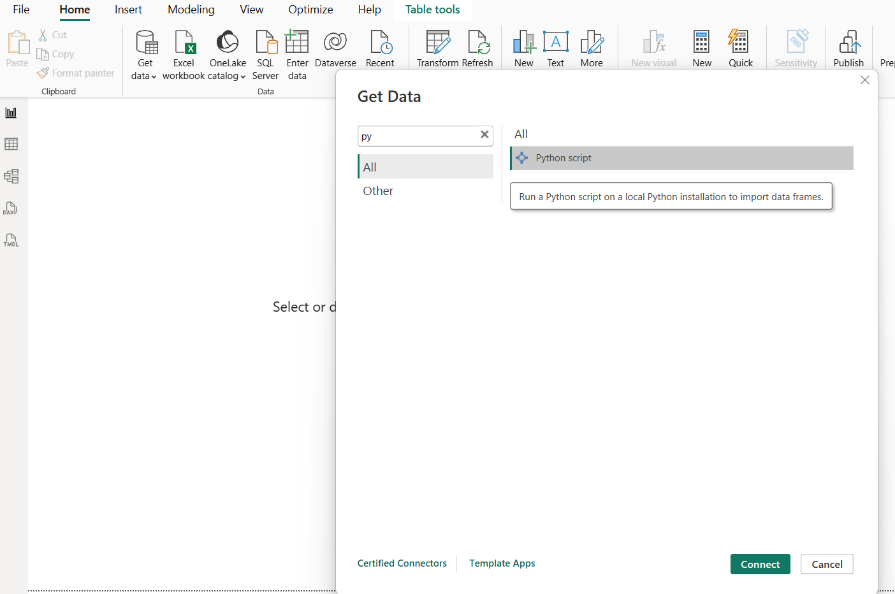 File Home Insert Modeling View Optimize Help Table tools
Paste
Cut
Copy
Format painter
Clipboard
Get data
Excel workbook
OneLake catalog
SQL Server
Enter data
Dataverse
Recent
Data
Transform
Refresh
New
Text
More
New visual
New
Quick
Sensitivity
Publish
Prep
DAX
TMDL
Select or d
Get Data
py
All
Other
All
Python script
Run a Python script on a local Python installation to import data frames.
Certified Connectors
Template Apps
Connect
Cancel